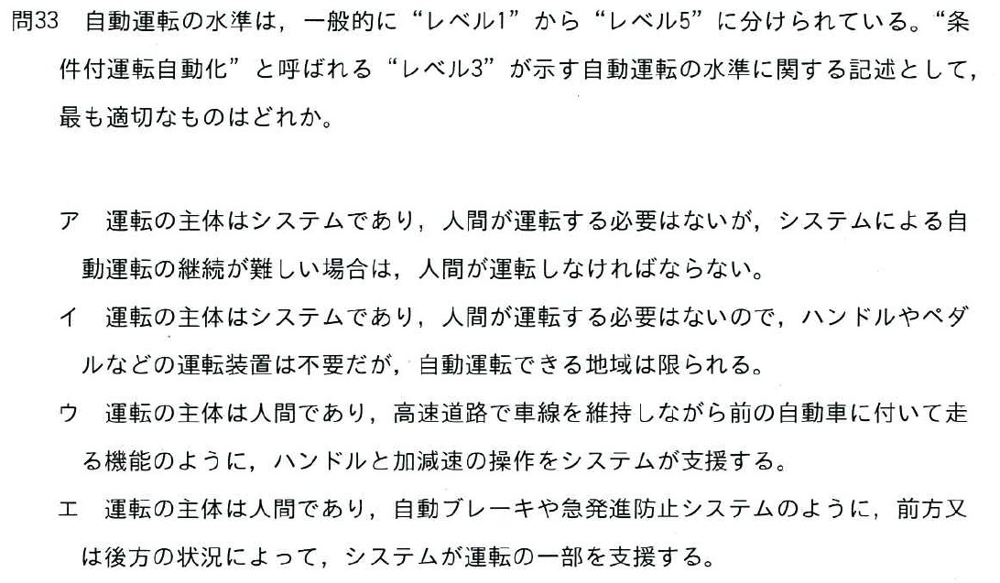 問33 自動運転の水準は，一般的に“レベル1”から“レベル5”に分けられている。“条
件付運転自動化”と呼ばれる“レベル3”が示す自動運転の水準に関する記述として，
最も適切なものはどれか。
ア 運転の主体はシステムであり，人間が運転する必要はないが，システムによる自
動運転の継続が難しい場合は，人間が運転しなければならない。
イ 運転の主体はシステムであり，人間が運転する必要はないので，ハンドルやペダ
ルなどの運転装置は不要だが，自動運転できる地域は限られる。
ウ 運転の主体は人間であり，高速道路で車線を維持しながら前の自動車に付いて走
る機能のように，ハンドルと加減速の操作をシステムが支援する。
エ 運転の主体は人間であり，自動ブレーキや急発進防止システムのように，前方又
は後方の状況によって，システムが運転の一部を支援する。